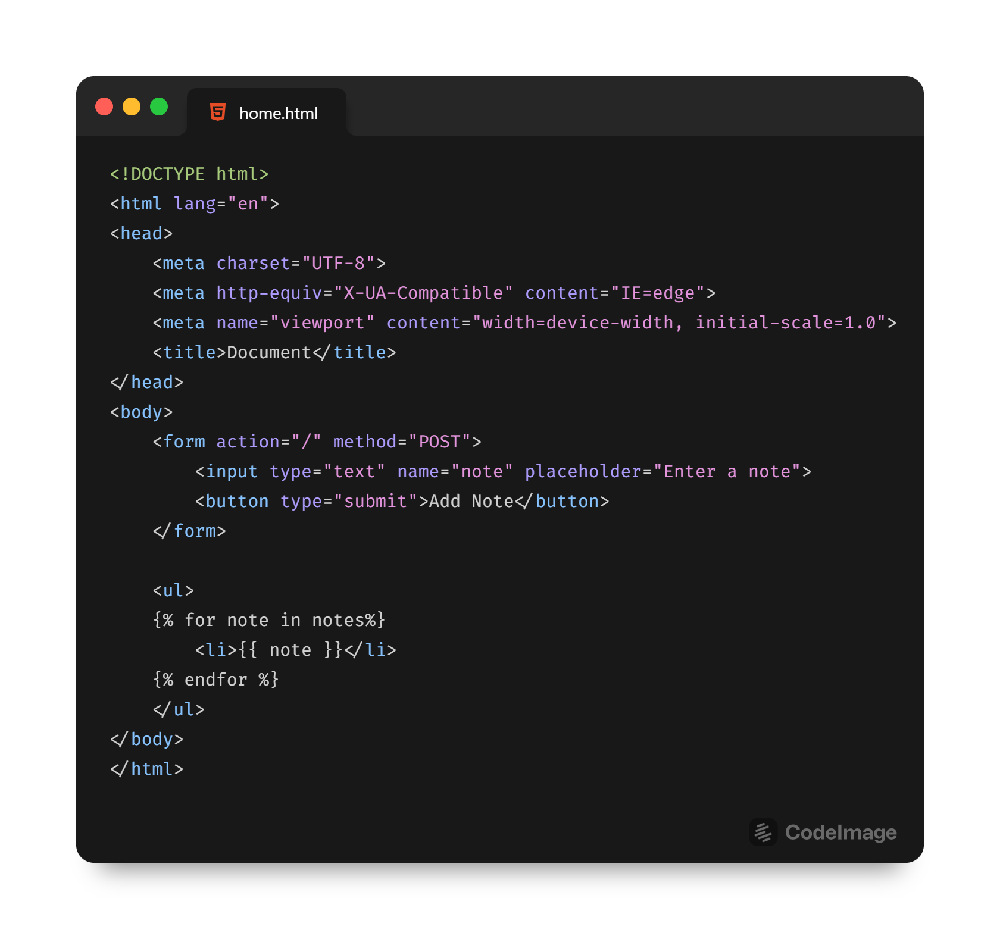 home.html
<!DOCTYPE html>
<html lang="en">
<head>
    <meta charset="UTF-8">
    <meta http-equiv="X-UA-Compatible" content="IE=edge">
    <meta name="viewport" content="width=device-width, initial-scale=1.0">
    <title>Document</title>
</head>
<body>
    <form action="/" method="POST">
        <input type="text" name="note" placeholder="Enter a note">
        <button type="submit">Add Note</button>
    </form>

    <ul>
    {% for note in notes%}
        <li>{{ note }}</li>
    {% endfor %}
    </ul>
</body>
</html>
CodeImage